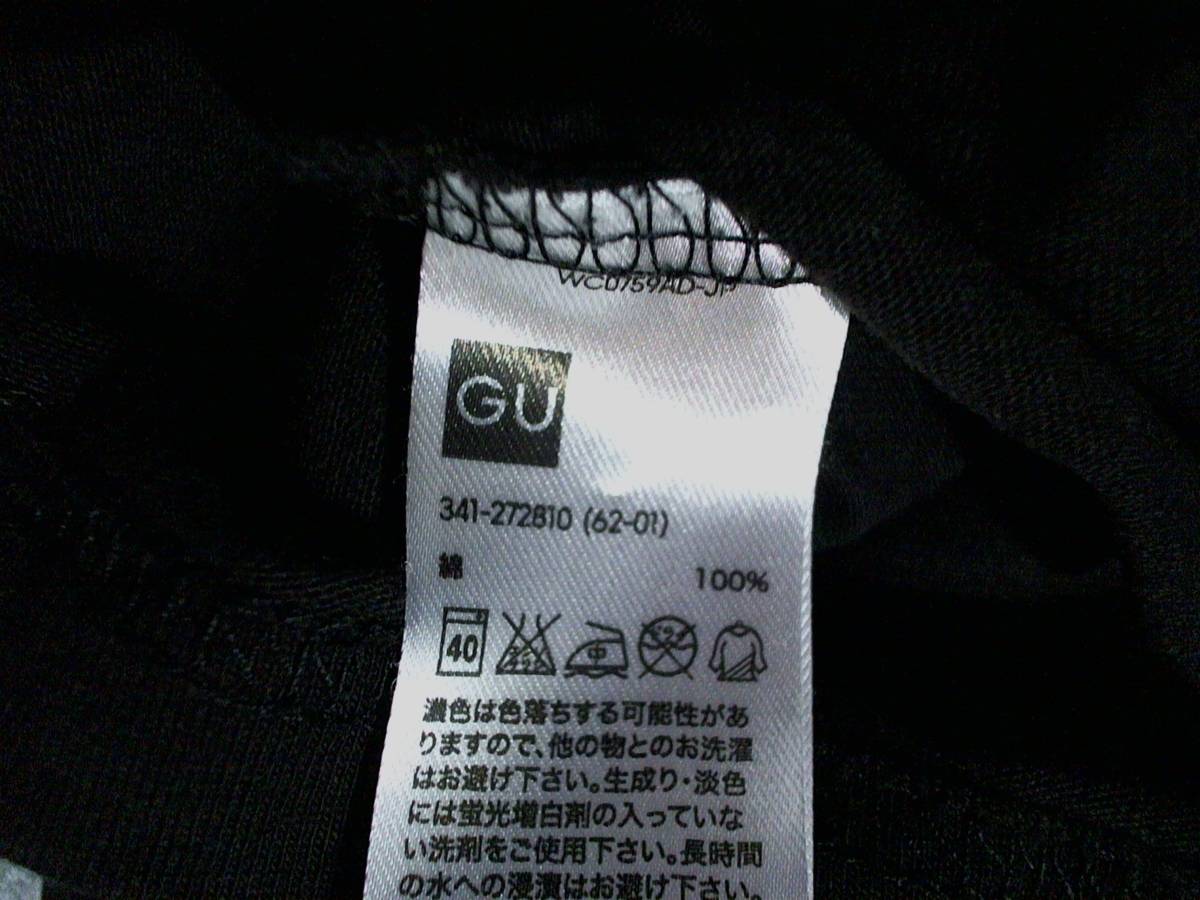 WC0759AD-JP
GU
341-272810 (62-01)
綿 100%
40 中
濃色は色落ちする可能性があ
りますので、他の物とのお洗濯
はお避け下さい。生成り・淡色
には蛍光増白剤の入っていな
い洗剤をご使用下さい。長時間
の水への浸漬はお避け下さい。